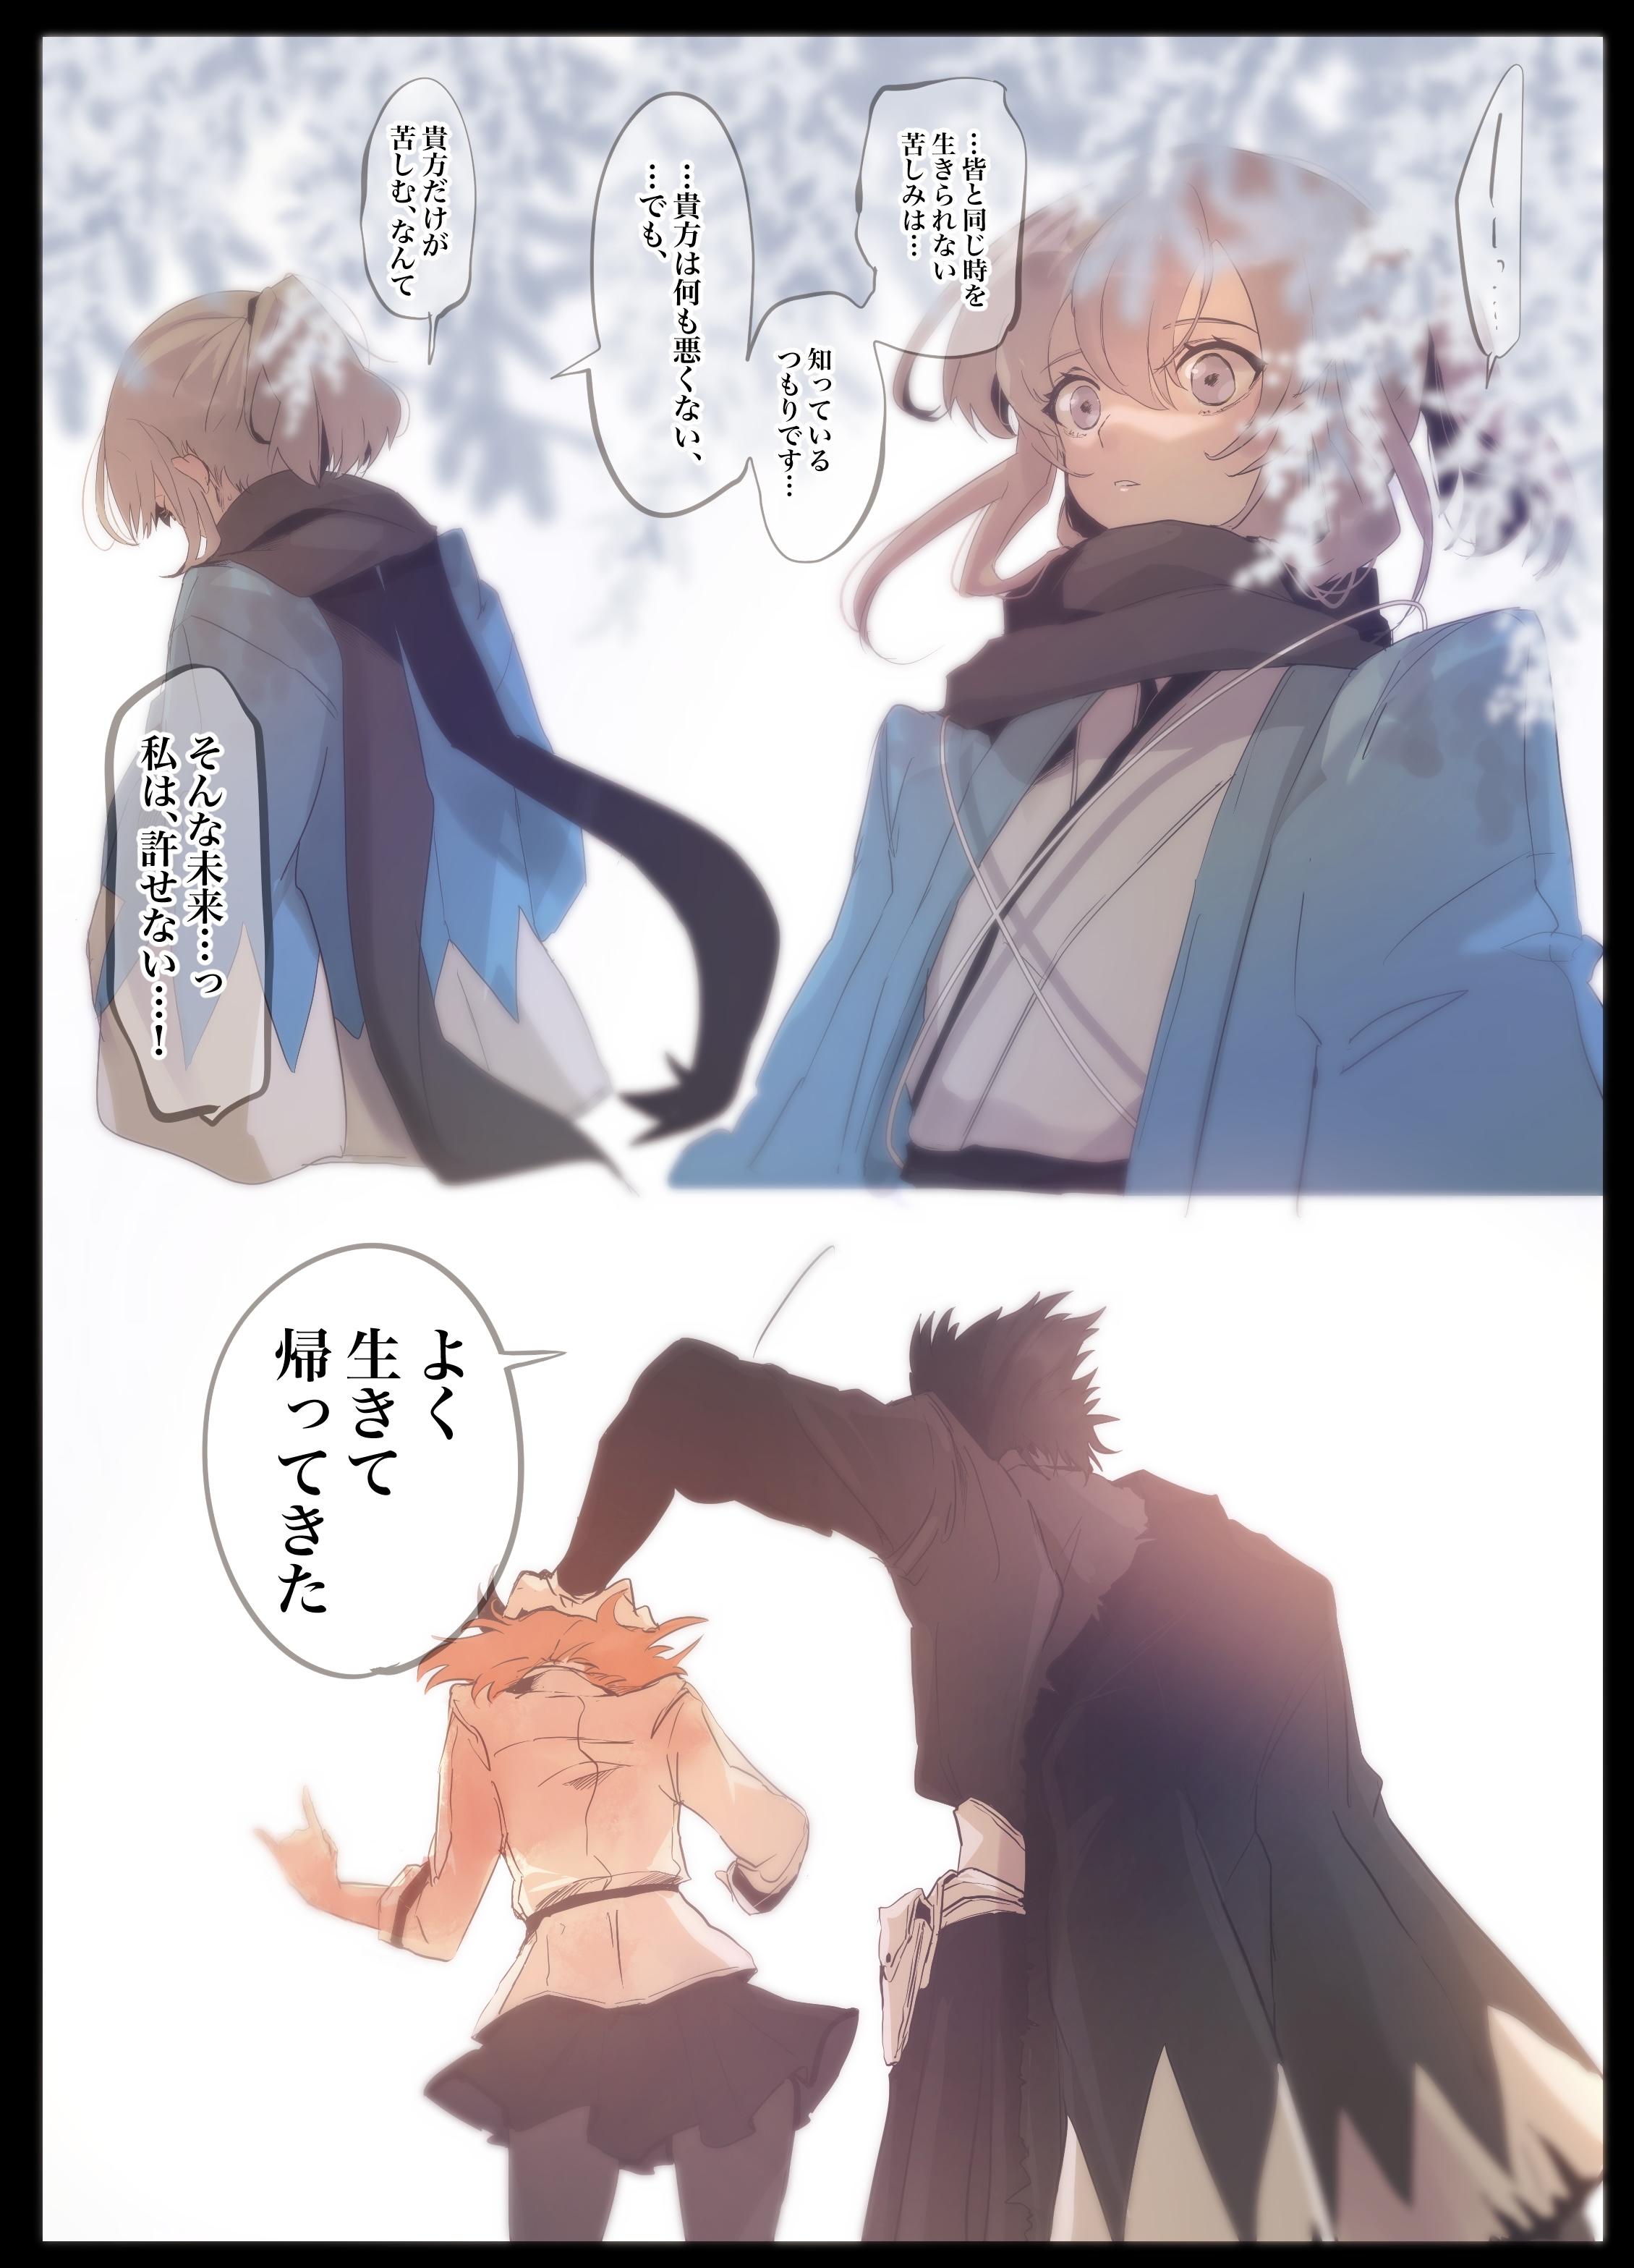 …皆と同じ時を
生きられない
苦しみは…
知っている
つもりです…
…貴方は何も悪くない、
…でも、
貴方だけが
苦しむ、なんて
そんな未来…っ
私は、許せない…!
よく
生きて
帰ってきた